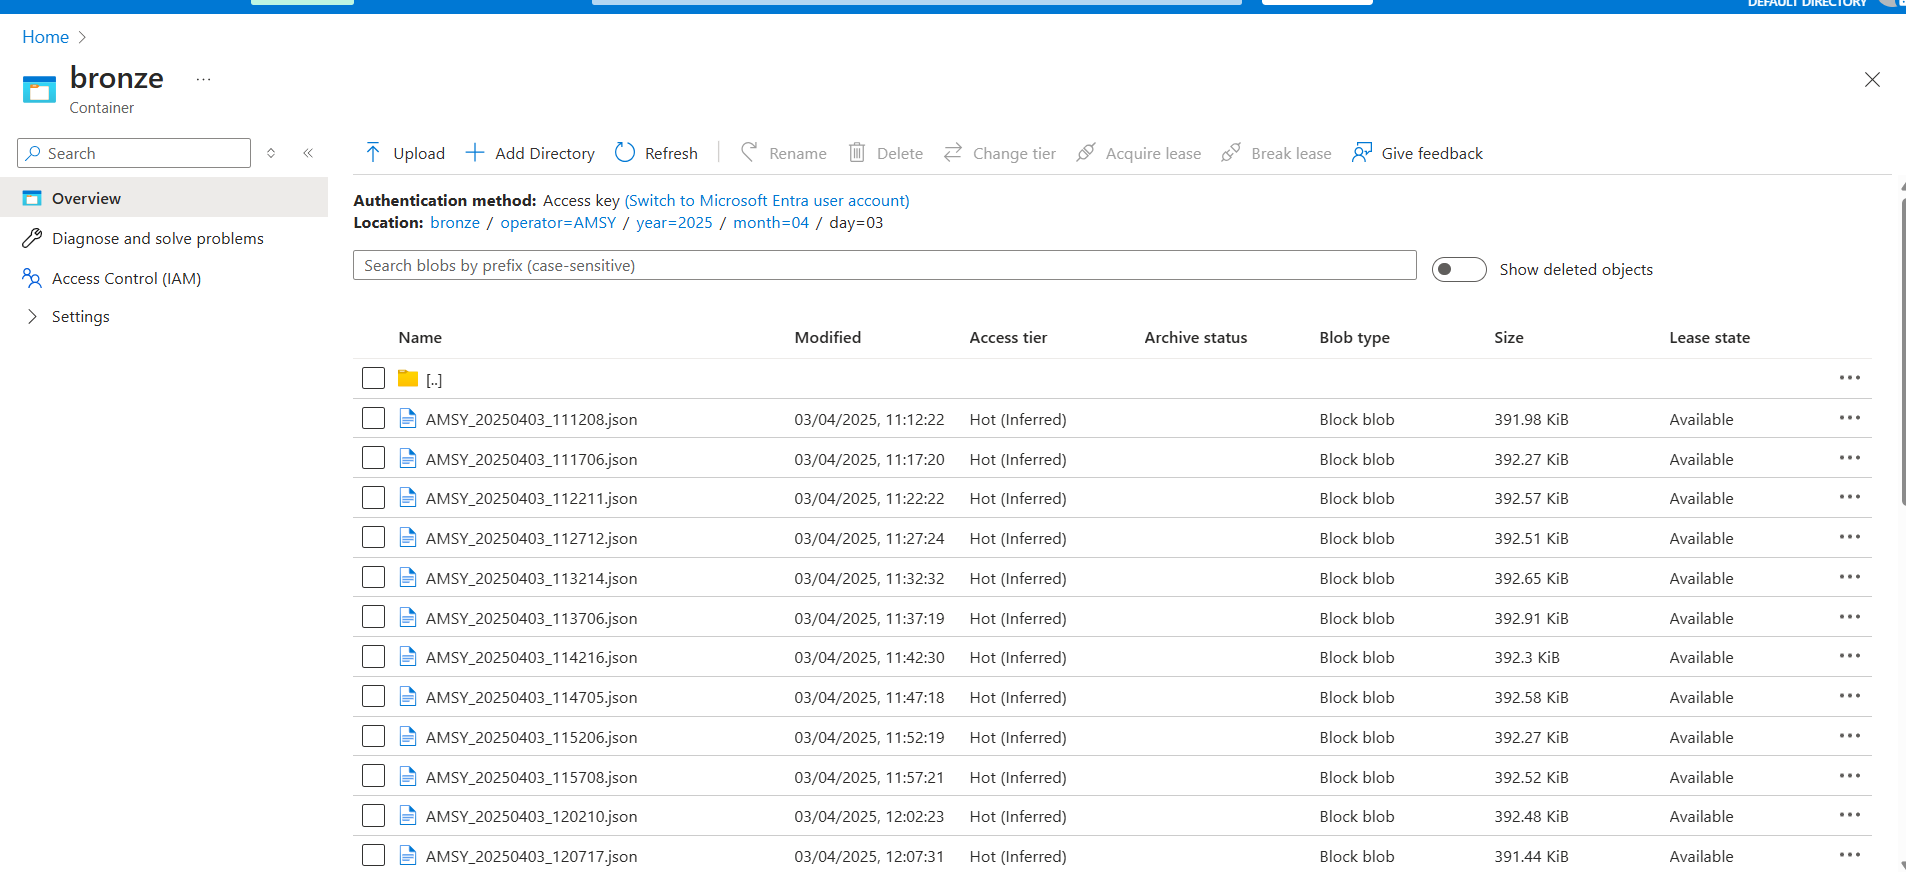 DEFAULT DIRECTORY
Home
bronze ...
Container
Search
Upload Add Directory Refresh Rename Delete Change tier Acquire lease Break lease Give feedback
Overview
Diagnose and solve problems
Access Control (IAM)
Settings
Authentication method: Access key (Switch to Microsoft Entra user account)
Location: bronze / operator=AMSY / year=2025 / month=04 / day=03
Search blobs by prefix (case-sensitive)
Show deleted objects
Name Modified Access tier Archive status Blob type Size Lease state
[..]
AMSY_20250403_111208.json 03/04/2025, 11:12:22 Hot (Inferred) Block blob 391.98 KiB Available
AMSY_20250403_111706.json 03/04/2025, 11:17:20 Hot (Inferred) Block blob 392.27 KiB Available
AMSY_20250403_112211.json 03/04/2025, 11:22:22 Hot (Inferred) Block blob 392.57 KiB Available
AMSY_20250403_112712.json 03/04/2025, 11:27:24 Hot (Inferred) Block blob 392.51 KiB Available
AMSY_20250403_113214.json 03/04/2025, 11:32:32 Hot (Inferred) Block blob 392.65 KiB Available
AMSY_20250403_113706.json 03/04/2025, 11:37:19 Hot (Inferred) Block blob 392.91 KiB Available
AMSY_20250403_114216.json 03/04/2025, 11:42:30 Hot (Inferred) Block blob 392.3 KiB Available
AMSY_20250403_114705.json 03/04/2025, 11:47:18 Hot (Inferred) Block blob 392.58 KiB Available
AMSY_20250403_115206.json 03/04/2025, 11:52:19 Hot (Inferred) Block blob 392.27 KiB Available
AMSY_20250403_115708.json 03/04/2025, 11:57:21 Hot (Inferred) Block blob 392.52 KiB Available
AMSY_20250403_120210.json 03/04/2025, 12:02:23 Hot (Inferred) Block blob 392.48 KiB Available
AMSY_20250403_120717.json 03/04/2025, 12:07:31 Hot (Inferred) Block blob 391.44 KiB Available